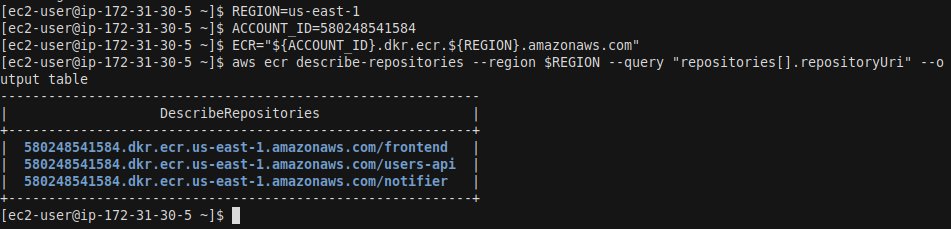 [ec2-user@ip-172-31-30-5 ~]$ REGION=us-east-1
[ec2-user@ip-172-31-30-5 ~]$ ACCOUNT_ID=580248541584
[ec2-user@ip-172-31-30-5 ~]$ ECR="${ACCOUNT_ID}.dkr.ecr.${REGION}.amazonaws.com"
[ec2-user@ip-172-31-30-5 ~]$ aws ecr describe-repositories --region $REGION --query "repositories[].repositoryUri" --o
utput table
---------------------------------------------------------
|                  DescribeRepositories                 |
+-------------------------------------------------------+
|  580248541584.dkr.ecr.us-east-1.amazonaws.com/frontend   |
|  580248541584.dkr.ecr.us-east-1.amazonaws.com/users-api  |
|  580248541584.dkr.ecr.us-east-1.amazonaws.com/notifier   |
+-------------------------------------------------------+
[ec2-user@ip-172-31-30-5 ~]$